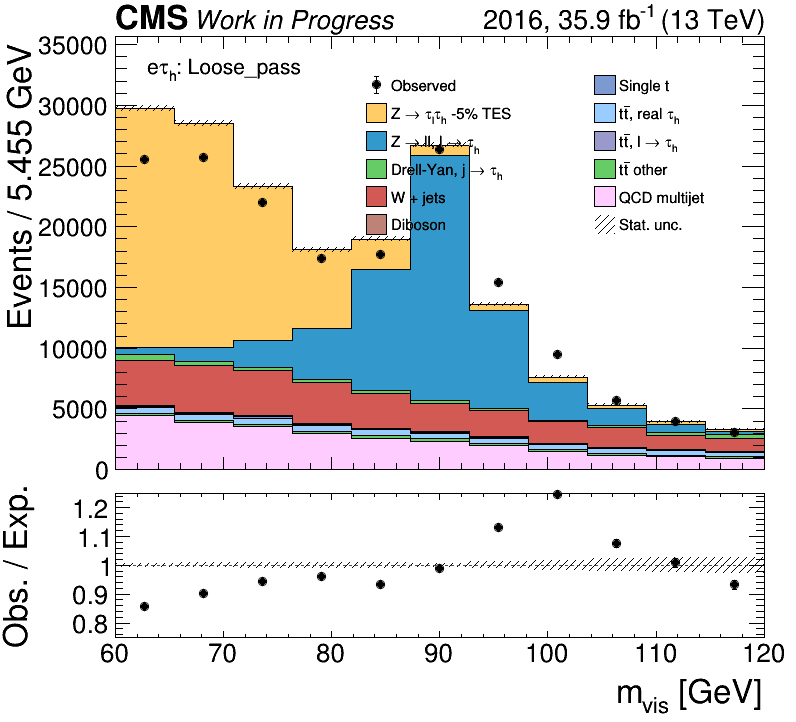 CMS Work in Progress 2016, 35.9 fb⁻¹ (13 TeV)
eτₕ: Loose_pass
Observed
Z → τₗτₕ -5% TES
Z → ll, l → τₕ
Drell-Yan, j → τₕ
W + jets
Diboson
Single t
tt̄, real τₕ
tt̄, l → τₕ
tt̄ other
QCD multijet
Stat. unc.
Events / 5.455 GeV
35000
30000
25000
20000
15000
10000
5000
0
Obs. / Exp.
1.2
1.1
1
0.9
0.8
60 70 80 90 100 110 120
m_vis [GeV]